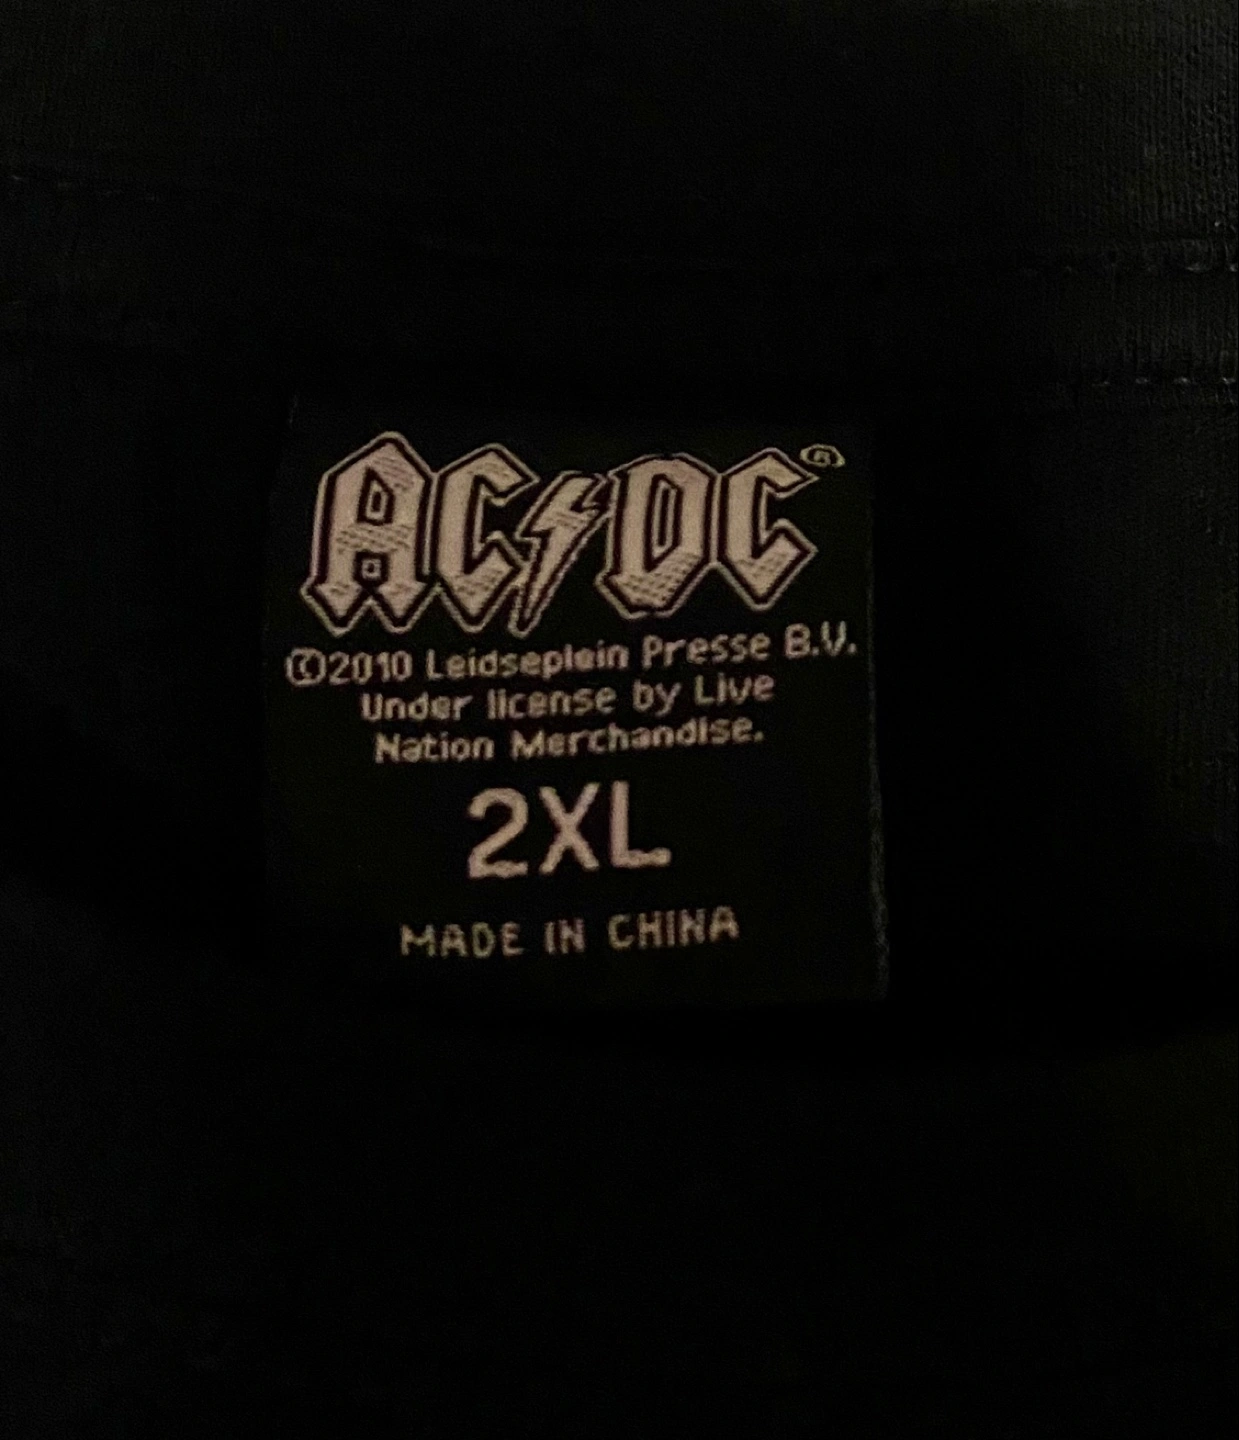 AC⚡DC®
©2010 Leidseplein Presse B.V.
Under license by Live
Nation Merchandise.
2XL
MADE IN CHINA